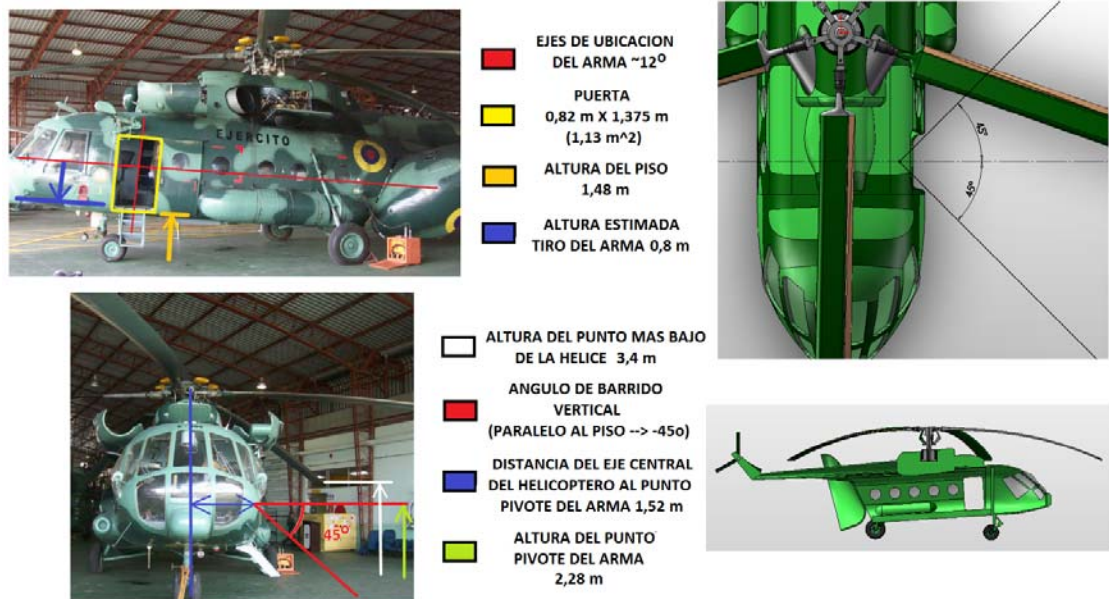 EJERCITO
EJES DE UBICACION
DEL ARMA ~12º
PUERTA
0,82 m X 1,375 m
(1,13 m^2)
ALTURA DEL PISO
1,48 m
ALTURA ESTIMADA
TIRO DEL ARMA 0,8 m
45
45º
45º
ALTURA DEL PUNTO MAS BAJO
DE LA HELICE 3,4 m
ANGULO DE BARRIDO
VERTICAL
(PARALELO AL PISO --> -45o)
DISTANCIA DEL EJE CENTRAL
DEL HELICOPTERO AL PUNTO
PIVOTE DEL ARMA 1,52 m
ALTURA DEL PUNTO
PIVOTE DEL ARMA
2,28 m